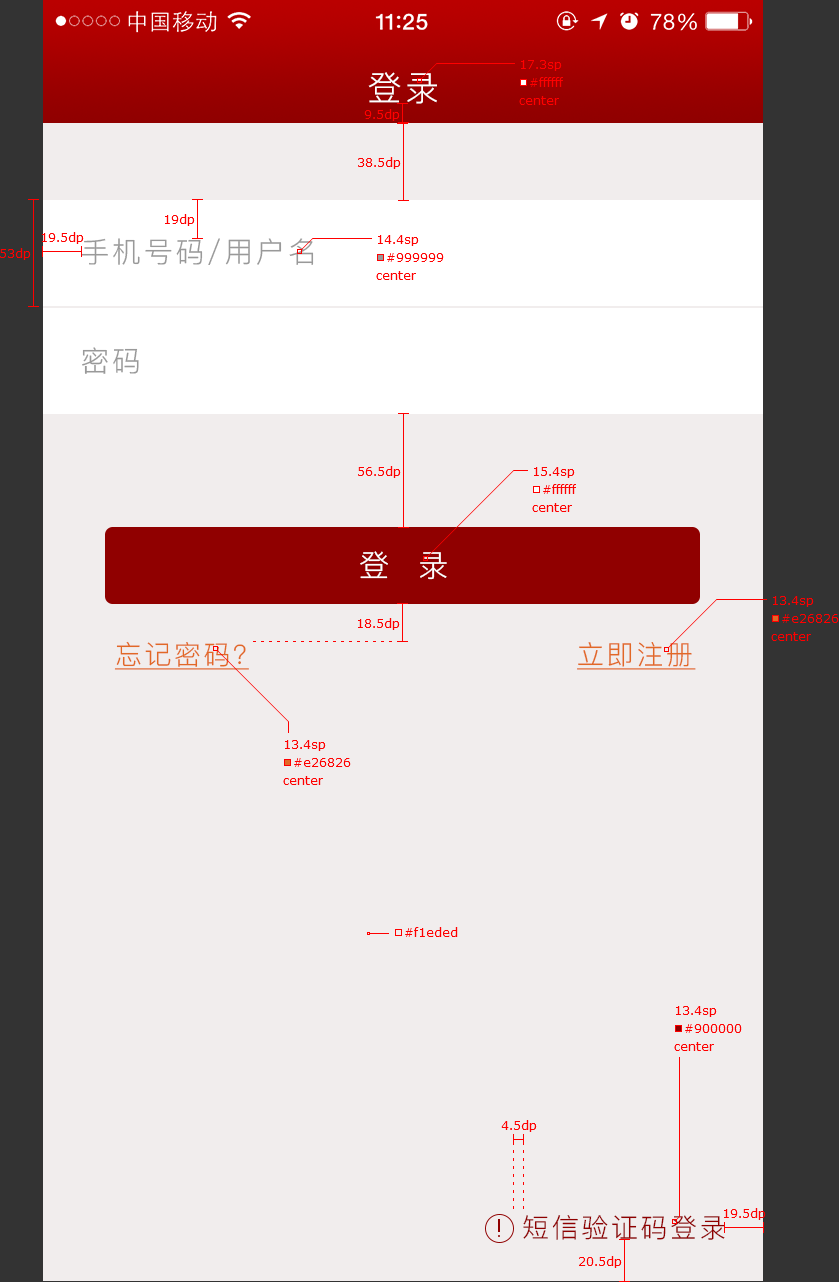 中国移动 11:25 78%
登录
17.3sp
#ffffff
center
9.5dp
38.5dp
19dp
19.5dp
53dp
手机号码/用户名
14.4sp
#999999
center
密码
56.5dp
15.4sp
#ffffff
center
登 录
18.5dp
13.4sp
#e26826
center
忘记密码?
立即注册
13.4sp
#e26826
center
#f1eded
13.4sp
#900000
center
4.5dp
19.5dp
短信验证码登录
20.5dp